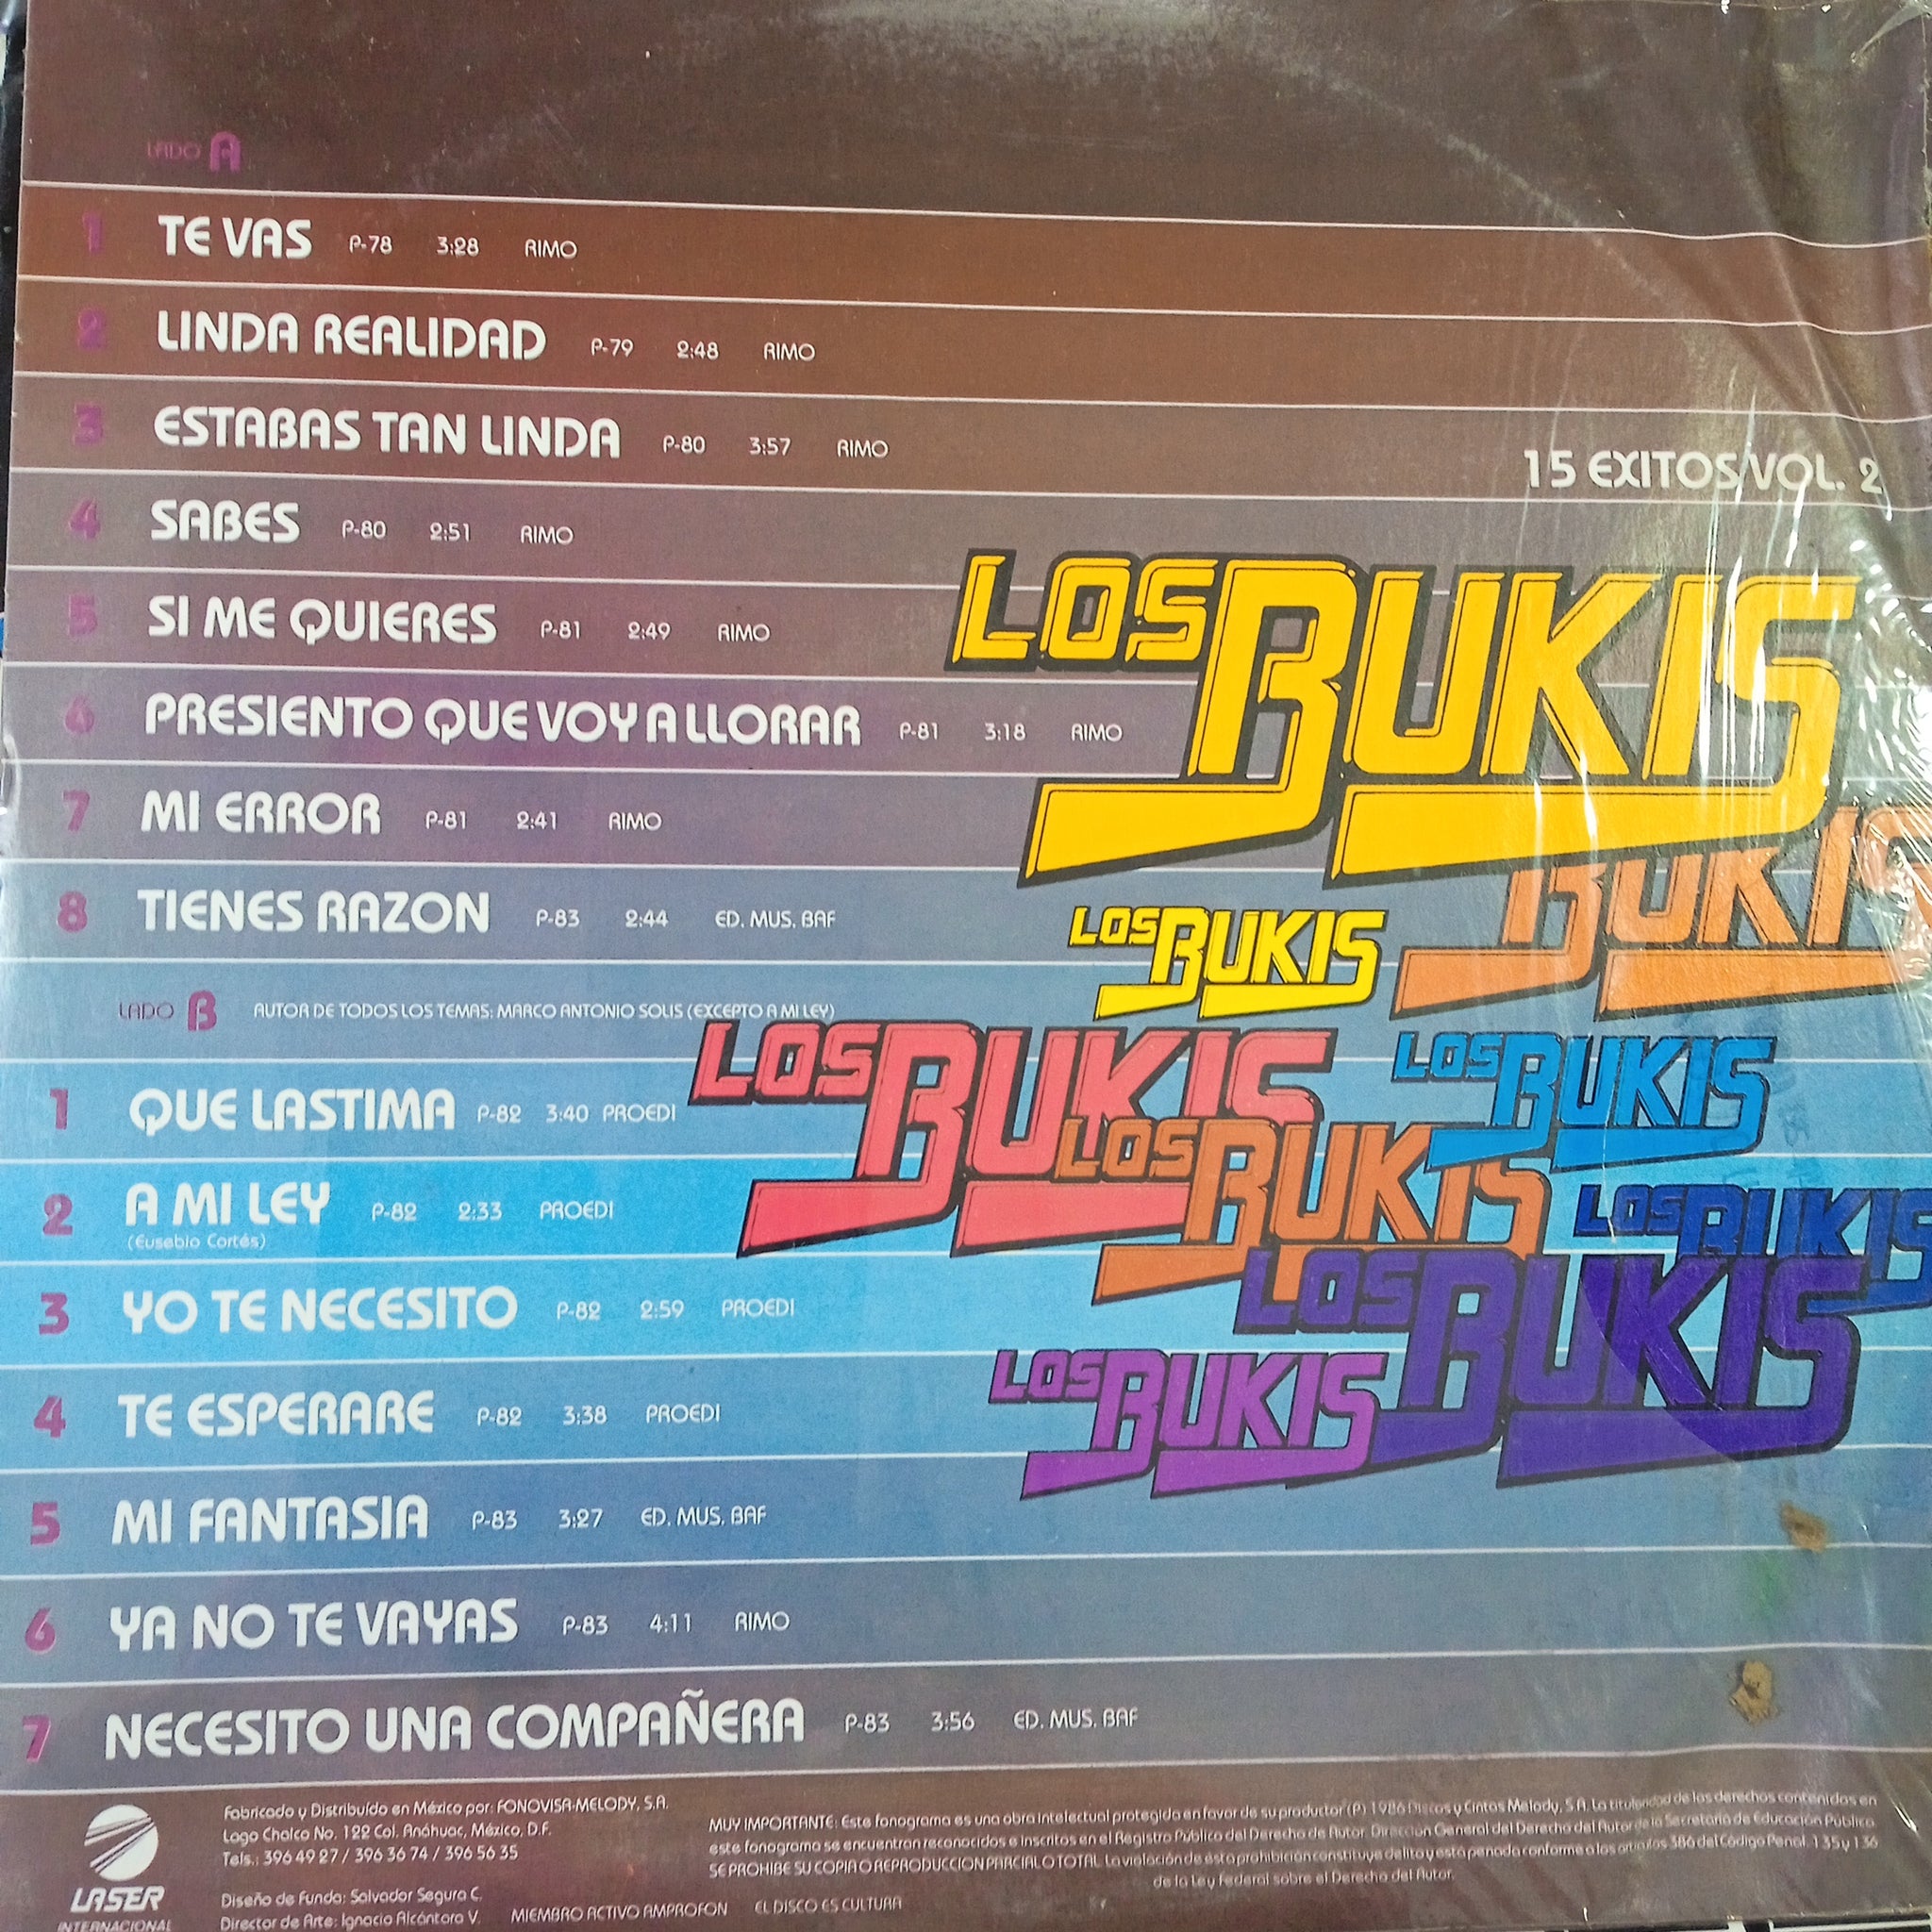 LADO A
1 TE VAS P-78 3:28 RIMO
2 LINDA REALIDAD P-79 2:48 RIMO
3 ESTABAS TAN LINDA P-80 3:57 RIMO
15 EXITOS VOL. 2
4 SABES P-80 2:51 RIMO
LOS BUKIS
5 SI ME QUIERES P-81 2:49 RIMO
6 PRESIENTO QUE VOY A LLORAR P-81 3:18 RIMO
7 MI ERROR P-81 2:41 RIMO
BUKIS
8 TIENES RAZON P-83 2:44 ED. MUS. BAF
LOS BUKIS
LADO B AUTOR DE TODOS LOS TEMAS: MARCO ANTONIO SOLIS (EXCEPTO A MI LEY)
LOS BUKIS
LOS BUKIS
1 QUE LASTIMA P-82 3:40 PROEDI
LOS BUKIS
2 A MI LEY P-82 2:33 PROEDI
(Eusebio Cortés)
LOS BUKIS
LOS BUKIS
3 YO TE NECESITO P-82 2:59 PROEDI
LOS BUKIS
4 TE ESPERARE P-82 3:38 PROEDI
5 MI FANTASIA P-83 3:27 ED. MUS. BAF
6 YA NO TE VAYAS P-83 4:11 RIMO
7 NECESITO UNA COMPAÑERA P-83 3:56 ED. MUS. BAF
LASER
INTERNACIONAL
Fabricado y Distribuído en México por: FONOVISA-MELODY, S.A.
Lago Chalco No. 122 Col. Anáhuac, México, D.F.
Tels.: 396 49 27 / 396 36 74 / 396 56 35
Diseño de Funda: Salvador Segura C.
Director de Arte: Ignacio Alcántara V.
MIEMBRO ACTIVO AMPROFON EL DISCO ES CULTURA
MUY IMPORTANTE: Este fonograma es una obra intelectual protegida en favor de su productor (P) 1986 Discos y Cintas Melody, S.A. La titularidad de los derechos contenidos en
este fonograma se encuentran reconocidos e inscritos en el Registro Público del Derecho de Autor. Dirección General del Derecho del Autor de la Secretaría de Educación Pública
SE PROHIBE SU COPIA O REPRODUCCION PARCIAL O TOTAL. La violación de esta prohibición constituye delito y está penada conforme a los artículos 386 del Código Penal. 135 y 136
de la Ley Federal sobre el Derecho del Autor.